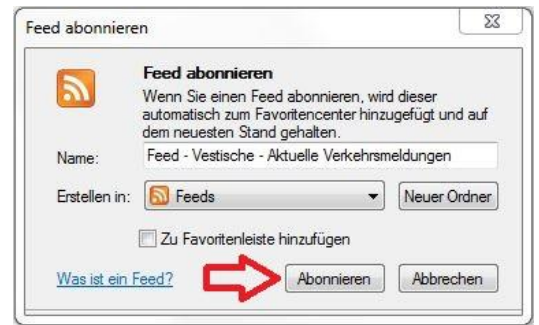 Feed abonnieren
Feed abonnieren
Wenn Sie einen Feed abonnieren, wird dieser
automatisch zum Favoritencenter hinzugefügt und auf
dem neuesten Stand gehalten.
Name: Feed - Vestische - Aktuelle Verkehrsmeldungen
Erstellen in: Feeds Neuer Ordner
Zu Favoritenleiste hinzufügen
Was ist ein Feed? Abonnieren Abbrechen